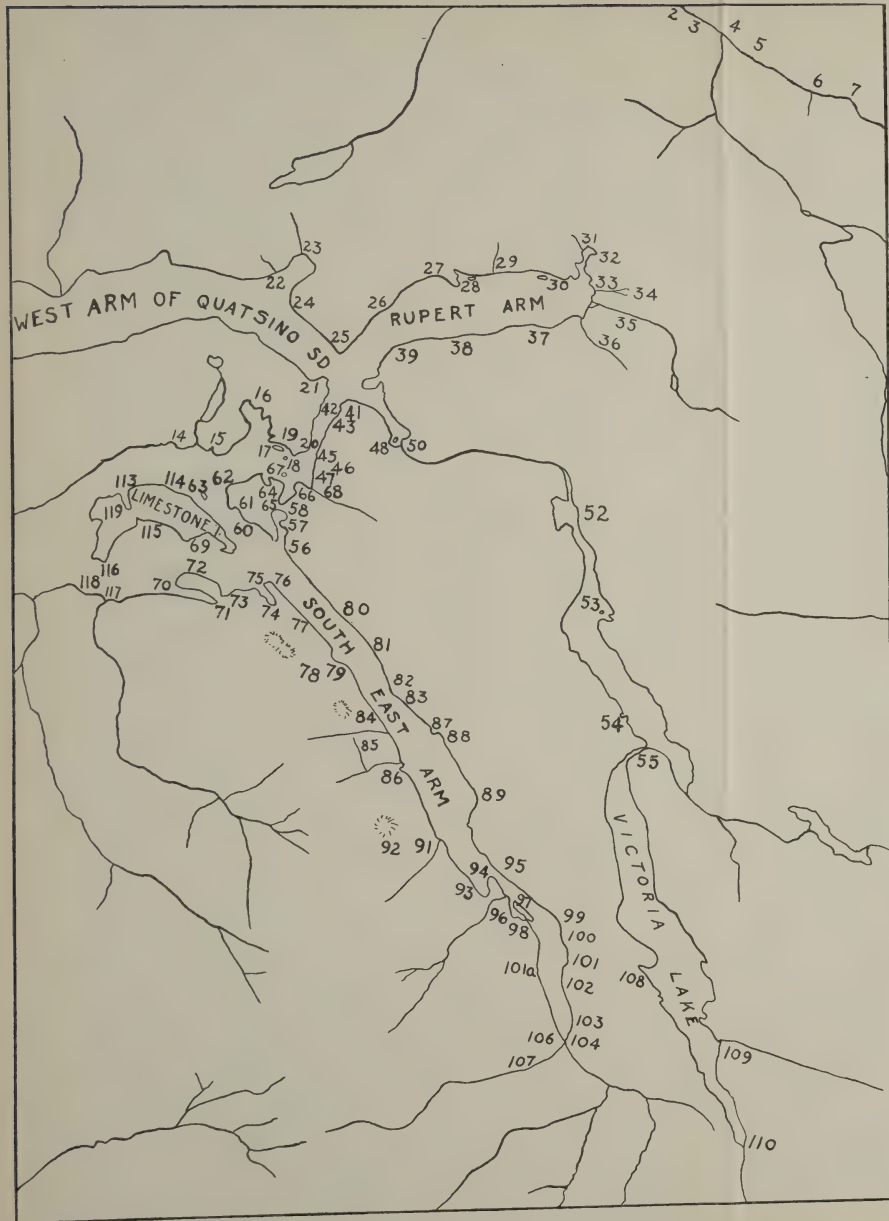 2 3 4 5
6 7
31
23 32
22 27 29
28 30 33 34
24 26
WEST ARM OF QUATSINO SD
RUPERT ARM
35
25 39 38 37 36
21
16 42 41
43
14 15 19 20 48 50
17 18 45
46
113 114 62 67 47
63 64 66 68
LIMESTONE I.
119 61 65 58 52
115 60 57
69 56
116 72 75 76
118 117 70 73 80 53
71 74
SOUTH EAST ARM
77 81
78 79
82
83
84 87 54
88
85 55
86
89
VICTORIA LAKE
92 91
94 95
93 97
96 99
98 100
101a 101 108
102
103
106 104 109
107
110